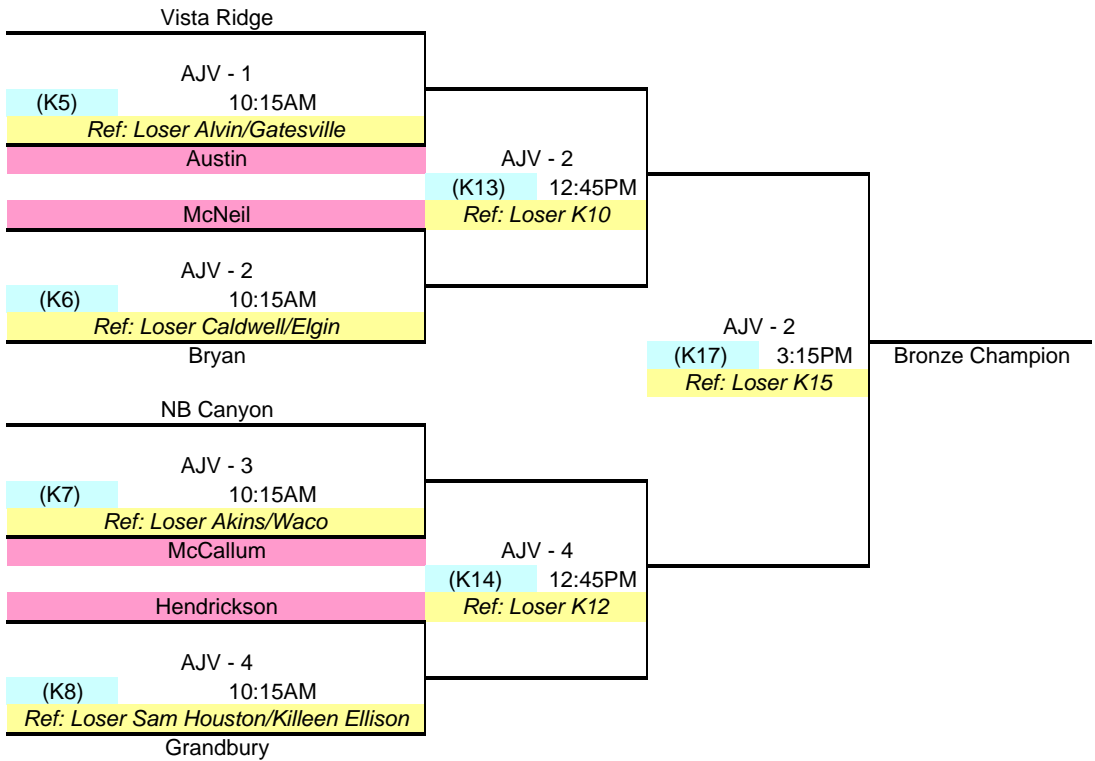 Vista Ridge
AJV - 1
(K5) 10:15AM
Ref: Loser Alvin/Gatesville
Austin
AJV - 2
(K13) 12:45PM
McNeil
Ref: Loser K10
AJV - 2
(K6) 10:15AM
Ref: Loser Caldwell/Elgin
Bryan
AJV - 2
(K17) 3:15PM
Bronze Champion
Ref: Loser K15
NB Canyon
AJV - 3
(K7) 10:15AM
Ref: Loser Akins/Waco
McCallum
AJV - 4
(K14) 12:45PM
Hendrickson
Ref: Loser K12
AJV - 4
(K8) 10:15AM
Ref: Loser Sam Houston/Killeen Ellison
Grandbury